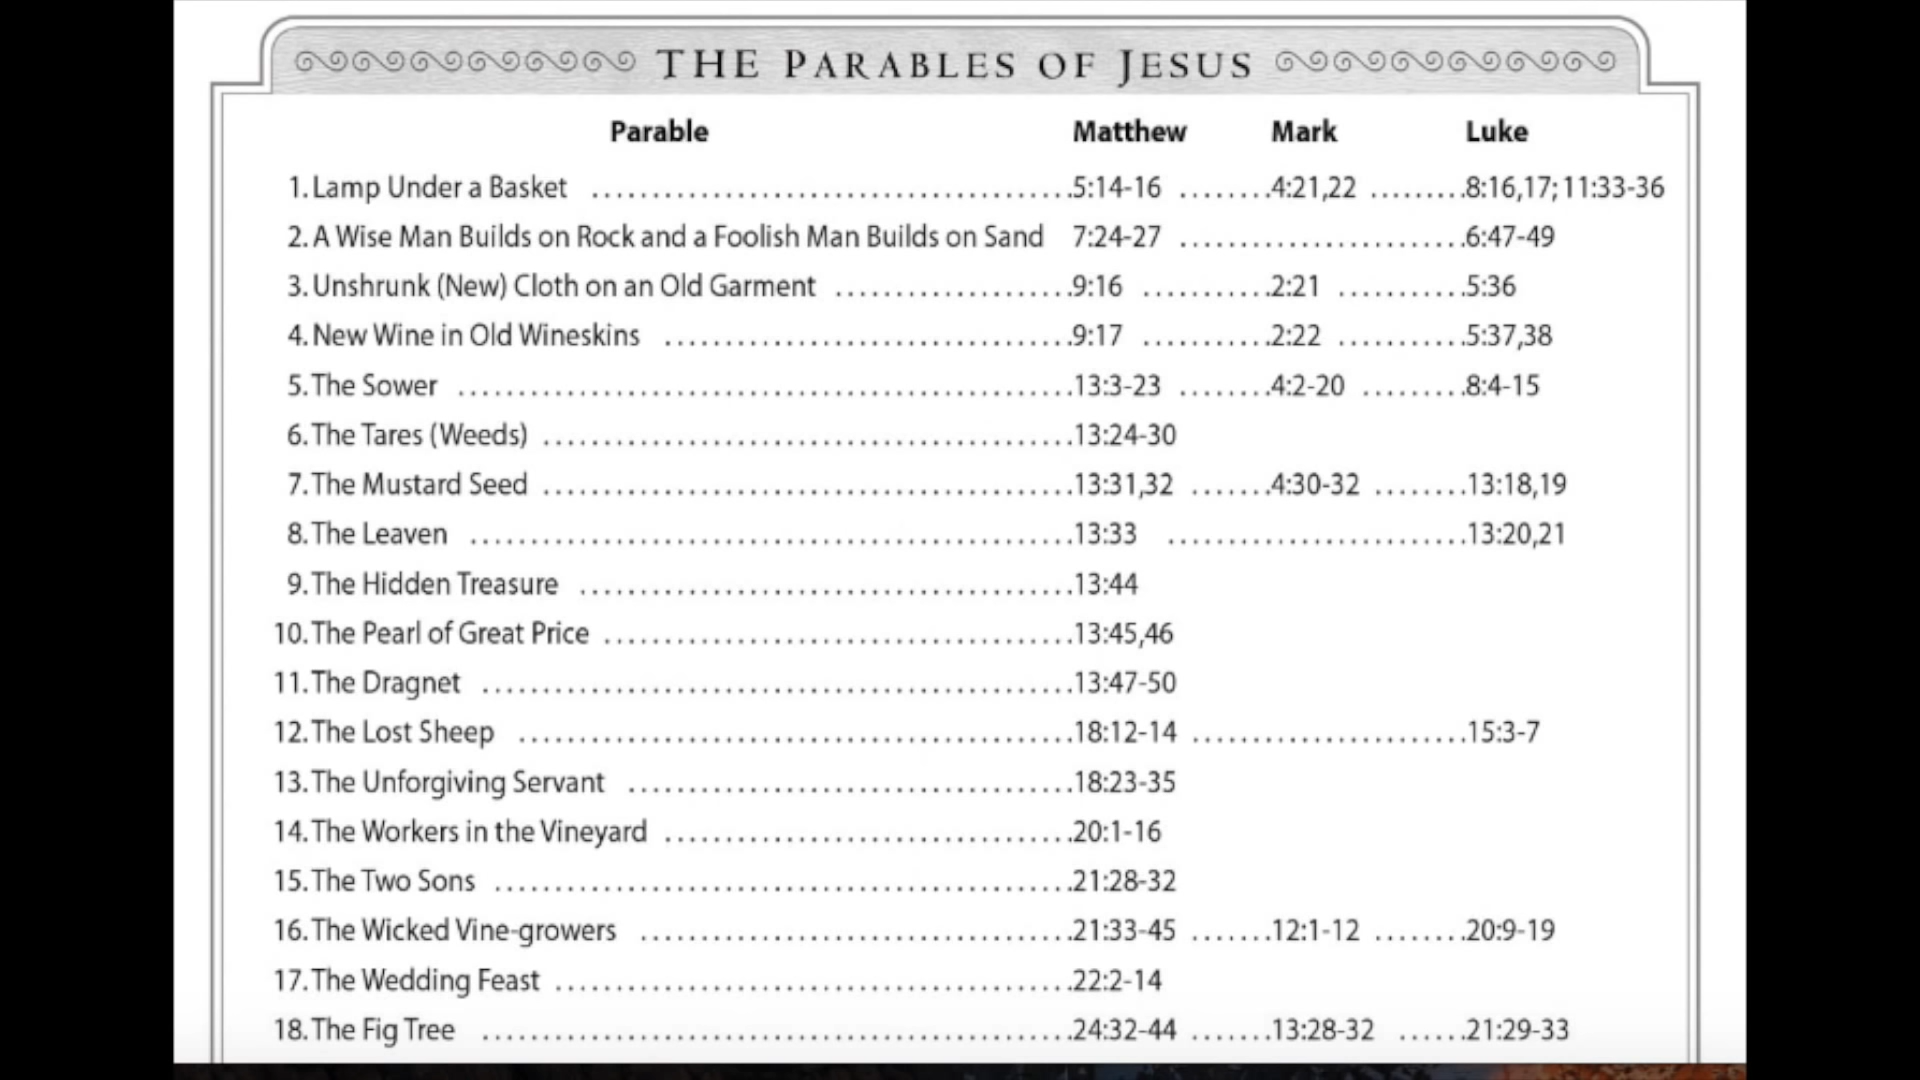 THE PARABLES OF JESUS
Parable Matthew Mark Luke
1. Lamp Under a Basket ................................5:14-16 ........4:21,22 ........8:16,17; 11:33-36
2. A Wise Man Builds on Rock and a Foolish Man Builds on Sand 7:24-27 ........................6:47-49
3. Unshrunk (New) Cloth on an Old Garment ....................9:16 ...........2:21 ...........5:36
4. New Wine in Old Wineskins ..................................9:17 ...........2:22 ...........5:37,38
5. The Sower ..................................................13:3-23 ........4:2-20 .........8:4-15
6. The Tares (Weeds) ............................................13:24-30
7. The Mustard Seed ............................................13:31,32 .......4:30-32 ........13:18,19
8. The Leaven ..................................................13:33 .........................13:20,21
9. The Hidden Treasure .........................................13:44
10. The Pearl of Great Price .......................................13:45,46
11. The Dragnet .................................................13:47-50
12. The Lost Sheep ..............................................18:12-14 .......................15:3-7
13. The Unforgiving Servant .....................................18:23-35
14. The Workers in the Vineyard ..................................20:1-16
15. The Two Sons ................................................21:28-32
16. The Wicked Vine-growers ....................................21:33-45 .......12:1-12 ........20:9-19
17. The Wedding Feast ...........................................22:2-14
18. The Fig Tree .................................................24:32-44 .......13:28-32 ......21:29-33